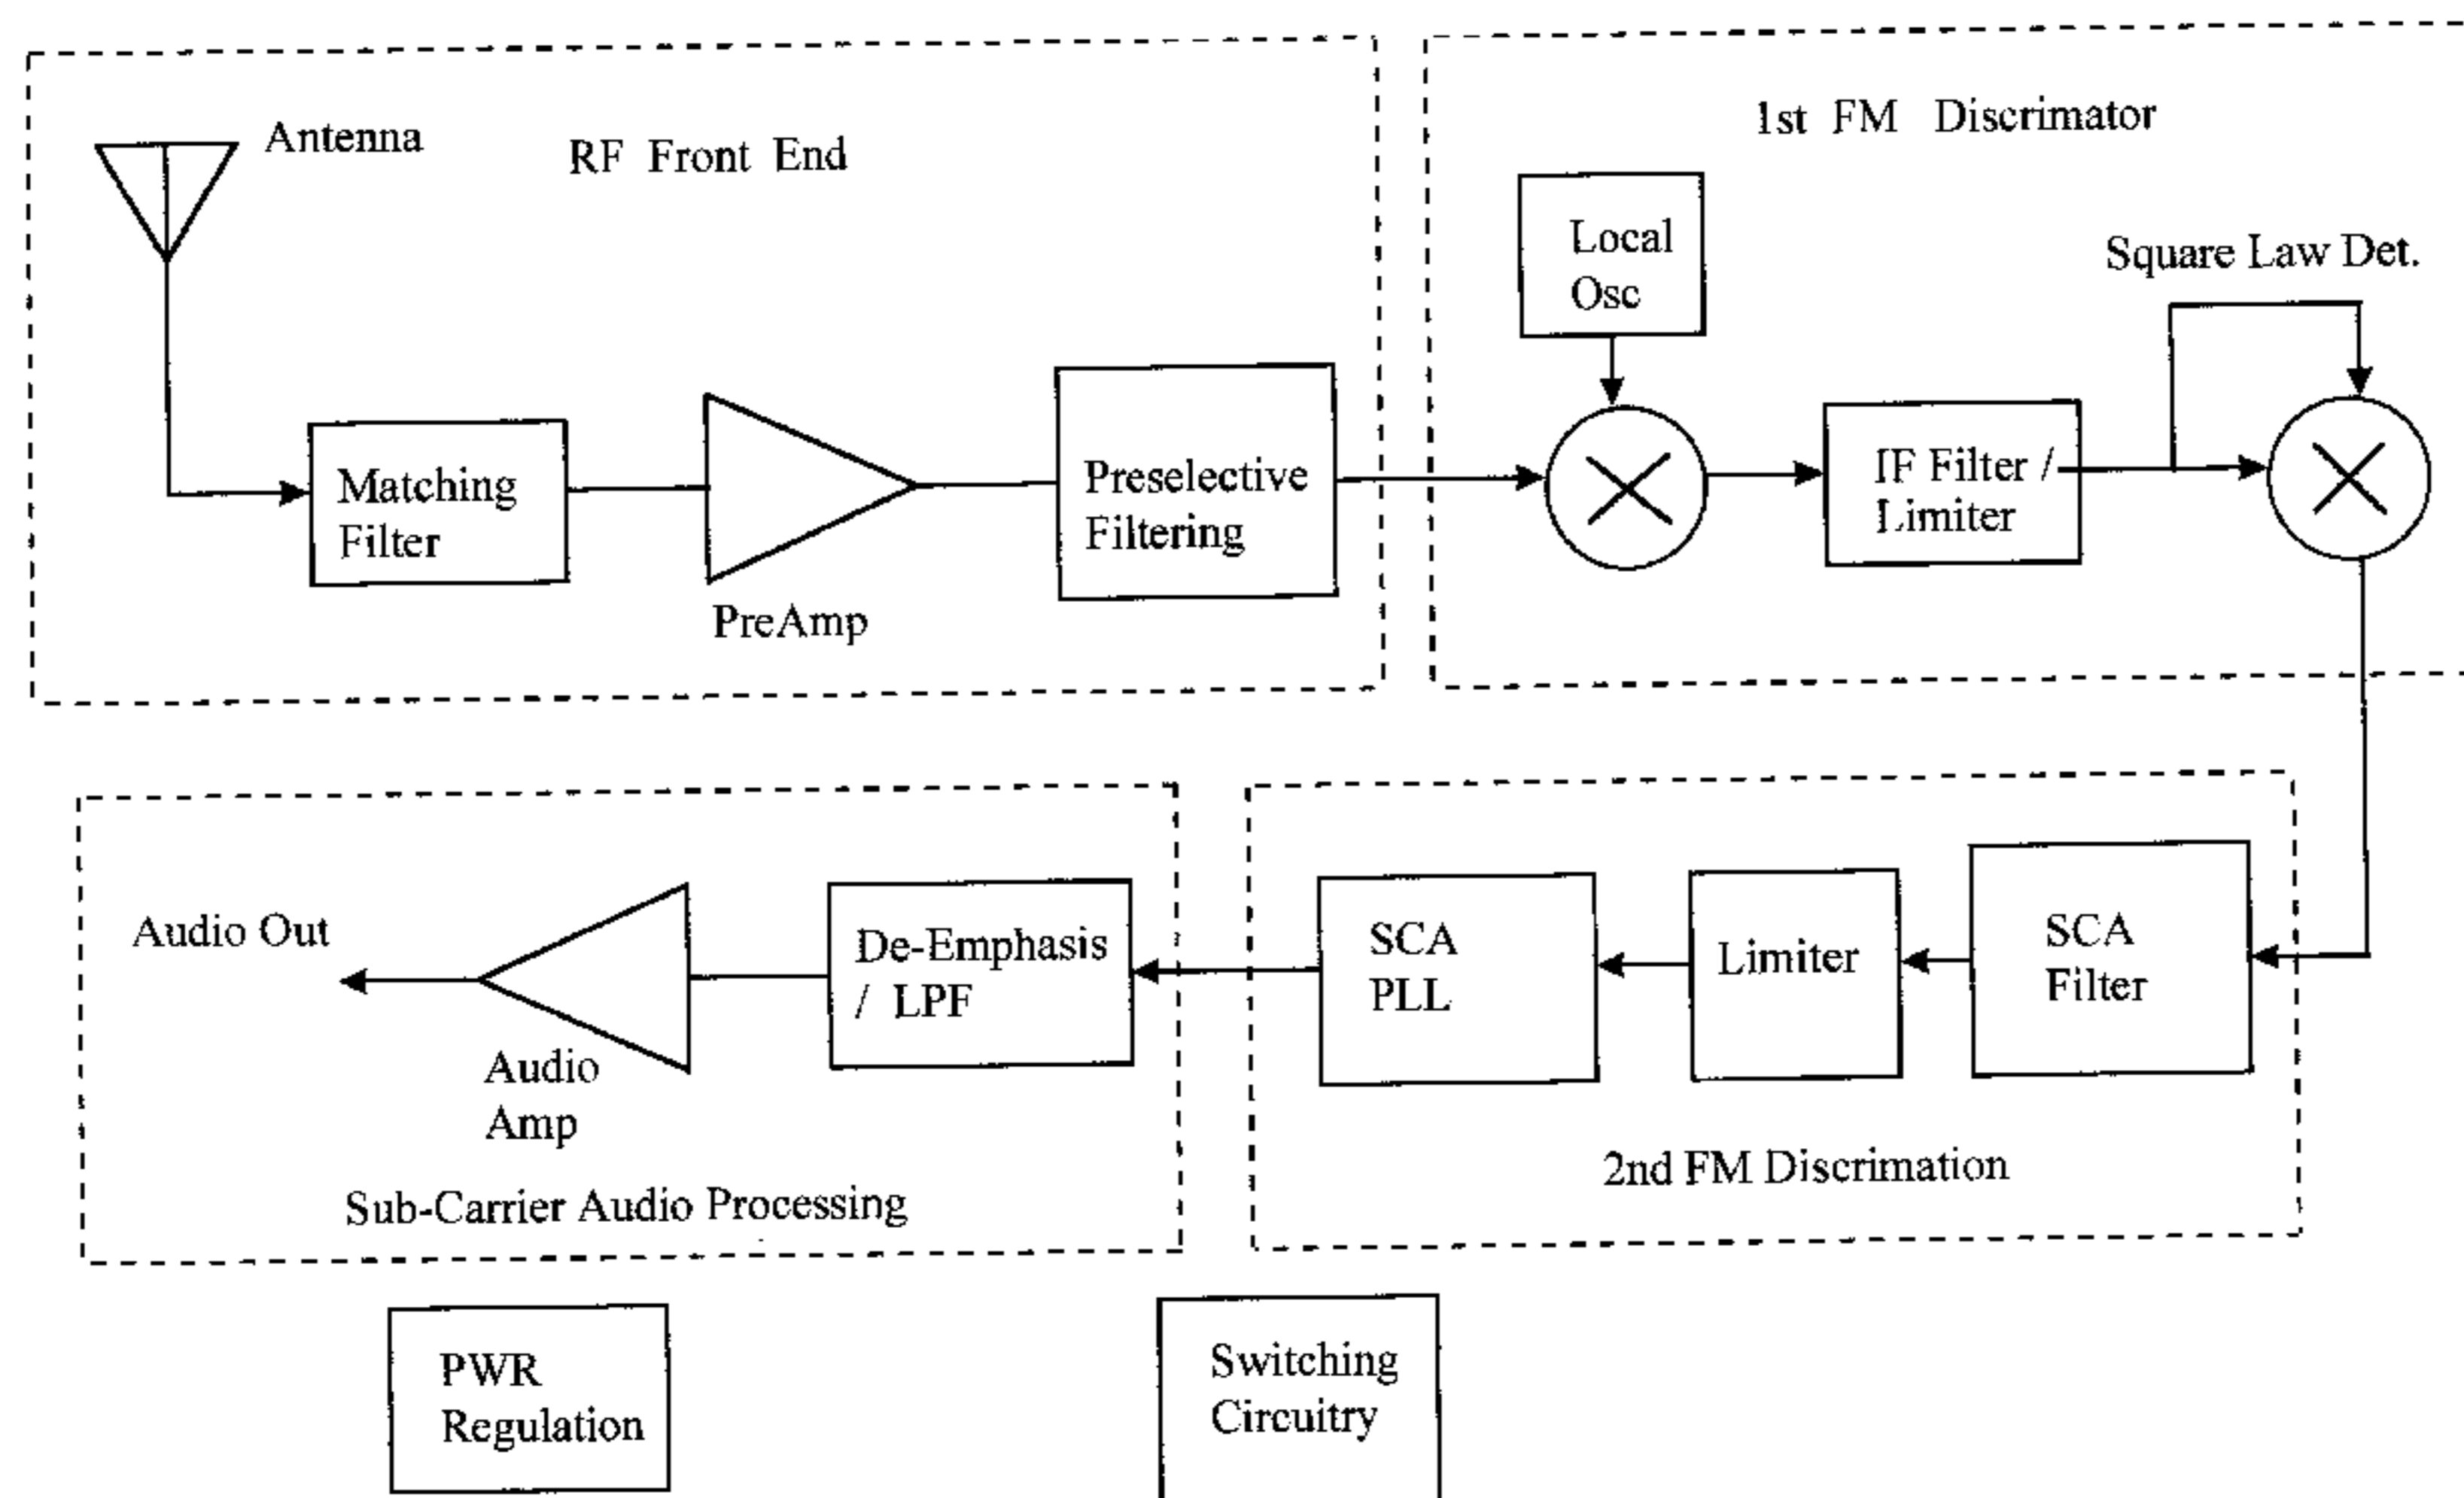 Antenna
RF Front End
1st FM Discrimator
Local
Osc
Square Law Det.
Matching
Filter
PreAmp
Preselective
Filtering
IF Filter /
Limiter
Audio Out
Audio
Amp
De-Emphasis
/ LPF
SCA
PLL
Limiter
SCA
Filter
Sub-Carrier Audio Processing
2nd FM Discrimation
PWR
Regulation
Switching
Circuitry